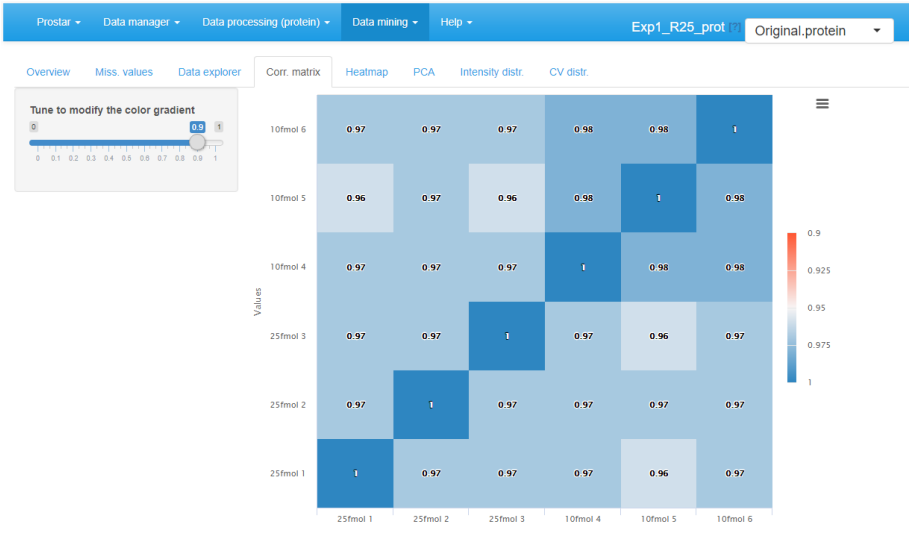 Prostar Data manager Data processing (protein) Data mining Help Exp1_R25_prot [?] Original.protein
Overview Miss. values Data explorer Corr. matrix Heatmap PCA Intensity distr. CV distr.
Tune to modify the color gradient
0 0.9 1
0 0.1 0.2 0.3 0.4 0.5 0.6 0.7 0.8 0.9 1
10fmol 6 0.97 0.97 0.97 0.98 0.98 1
10fmol 5 0.96 0.97 0.96 0.98 1 0.98
10fmol 4 0.97 0.97 0.97 1 0.98 0.98
25fmol 3 0.97 0.97 1 0.97 0.96 0.97
25fmol 2 0.97 1 0.97 0.97 0.97 0.97
25fmol 1 1 0.97 0.97 0.97 0.96 0.97
25fmol 1 25fmol 2 25fmol 3 10fmol 4 10fmol 5 10fmol 6
Values
0.9
0.925
0.95
0.975
1